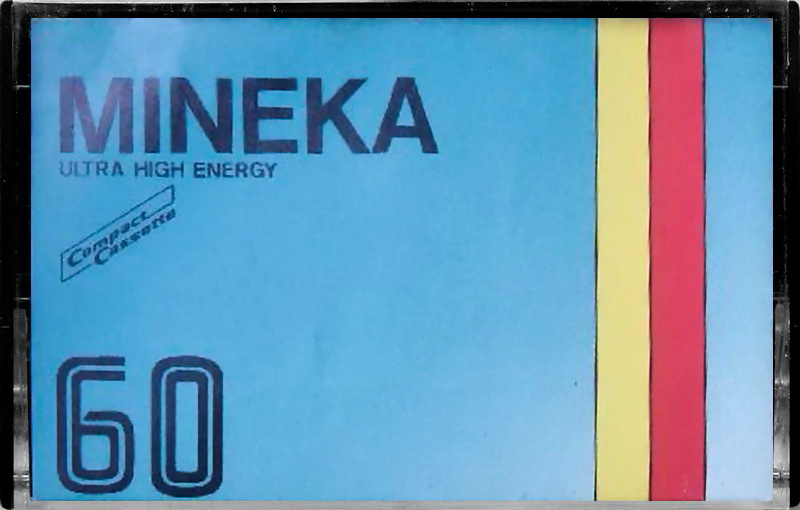 MINEKA
ULTRA HIGH ENERGY
Compact
Cassette
60